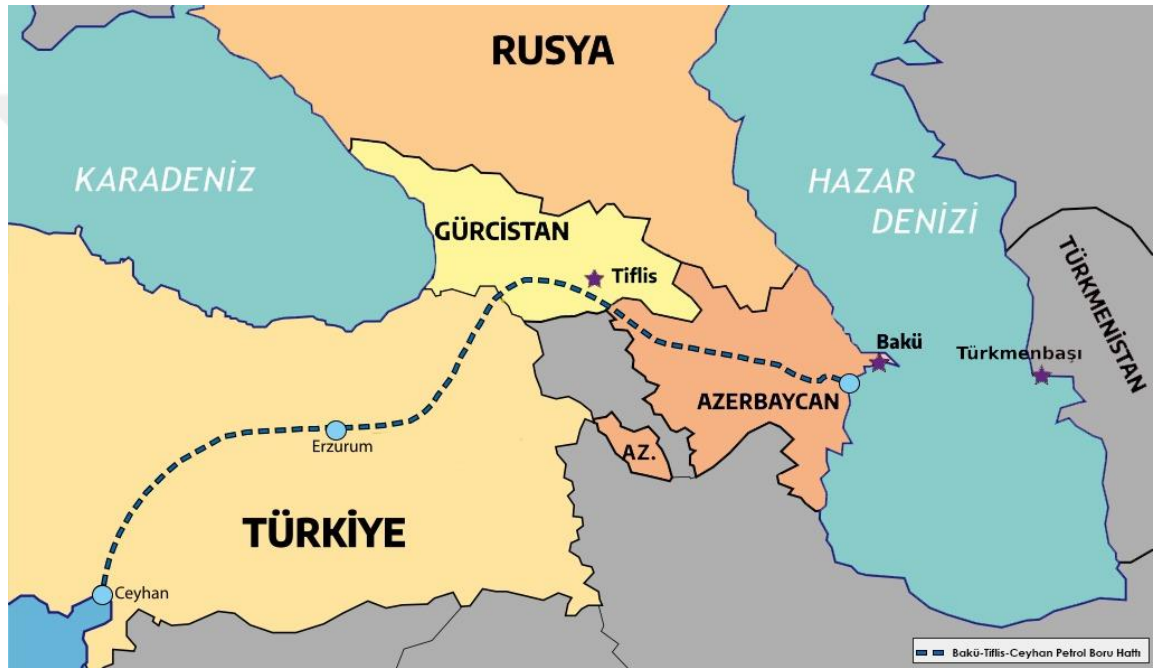 RUSYA
KARADENİZ
HAZAR
DENİZİ
GÜRCİSTAN
Tiflis
TÜRKMENİSTAN
Bakü
Türkmenbaşı
AZERBAYCAN
Erzurum
AZ.
TÜRKİYE
Ceyhan
Bakü-Tiflis-Ceyhan Petrol Boru Hattı